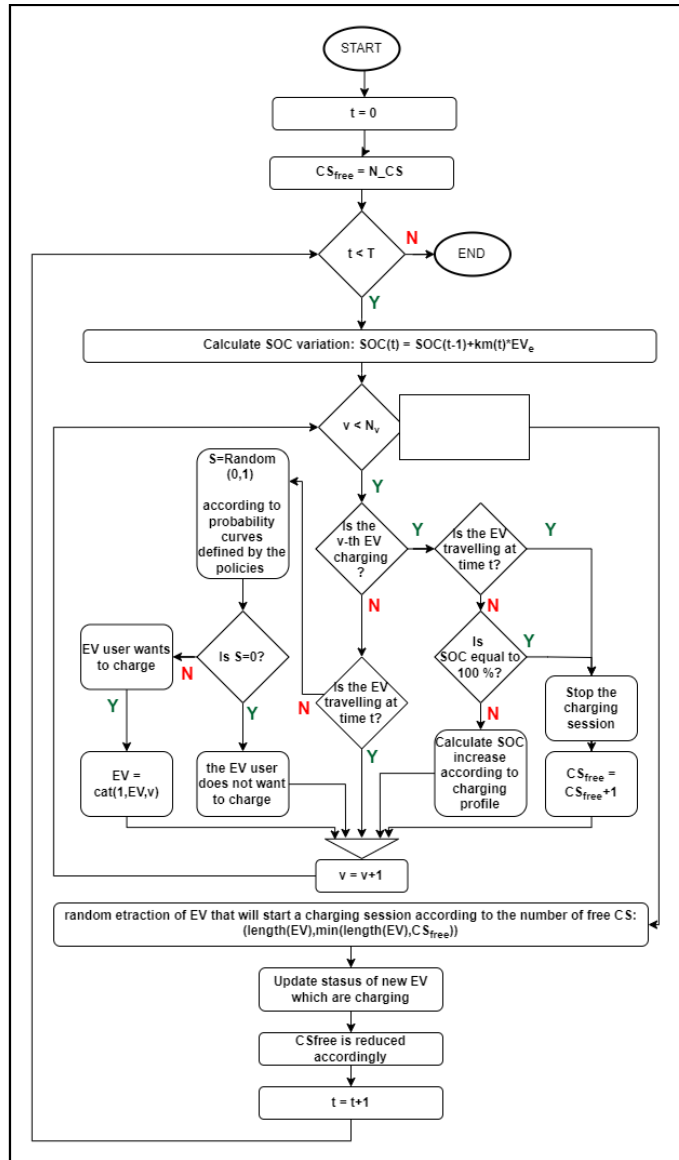 START
t = 0
CSfree = N_CS
t < T
N
END
Y
Calculate SOC variation: SOC(t) = SOC(t-1)+km(t)*EVe
v < Nv
Y
S=Random
(0,1)
according to
probability
curves
defined by the
policies
Is the
v-th EV
charging
?
Y
Is the EV
travelling at
time t?
Y
N
N
EV user wants
to charge
N
Is S=0?
Is the EV
travelling at
time t?
N
Is
SOC equal to
100 %?
Y
Stop the
charging
session
Y
Y
Y
N
EV =
cat(1,EV,v)
the EV user
does not want
to charge
Calculate SOC
increase
according to
charging
profile
CSfree =
CSfree+1
v = v+1
random etraction of EV that will start a charging session according to the number of free CS:
(length(EV),min(length(EV),CSfree))
Update stasus of new EV
which are charging
CSfree is reduced
accordingly
t = t+1